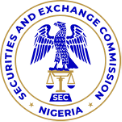 SECURITIES AND EXCHANGE COMMISSION
SEC
NIGERIA